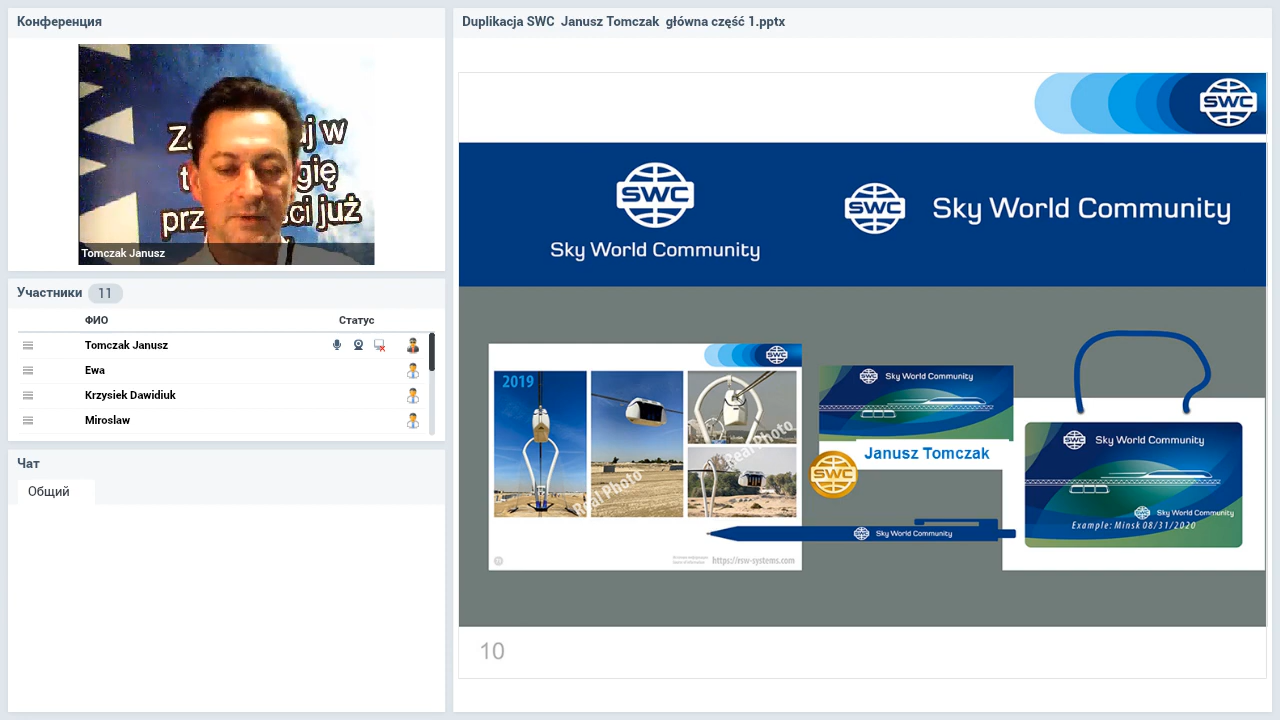 Конференция
Tomczak Janusz
Участники 11
ФИО Статус
Tomczak Janusz
Ewa
Krzysiek Dawidiuk
Miroslaw
Чат
Общий
Duplikacja SWC Janusz Tomczak główna część 1.pptx
SWC
SWC
Sky World Community
SWC
Sky World Community
2019
SWC
Real Photo
Real Photo
https://rsw-systems.com
Sky World Community
Janusz Tomczak
SWC
Sky World Community
Sky World Community
Sky World Community
Example: Minsk 08/31/2020
10